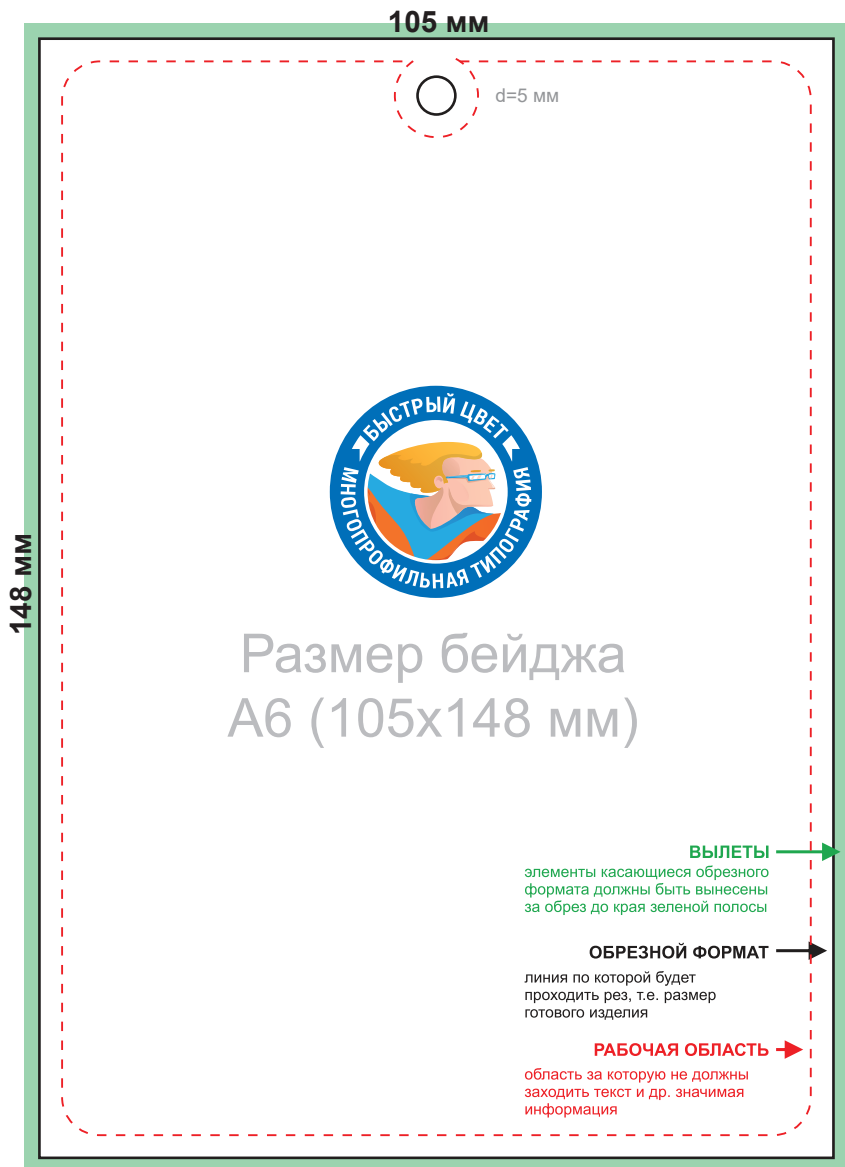 105 мм
d=5 мм
БЫСТРЫЙ ЦВЕТ
МНОГОПРОФИЛЬНАЯ ТИПОГРАФИЯ
148 мм
Размер бейджа
А6 (105х148 мм)
ВЫЛЕТЫ
элементы касающиеся обрезного
формата должны быть вынесены
за обрез до края зеленой полосы
ОБРЕЗНОЙ ФОРМАТ
линия по которой будет
проходить рез, т.е. размер
готового изделия
РАБОЧАЯ ОБЛАСТЬ
область за которую не должны
заходить текст и др. значимая
информация